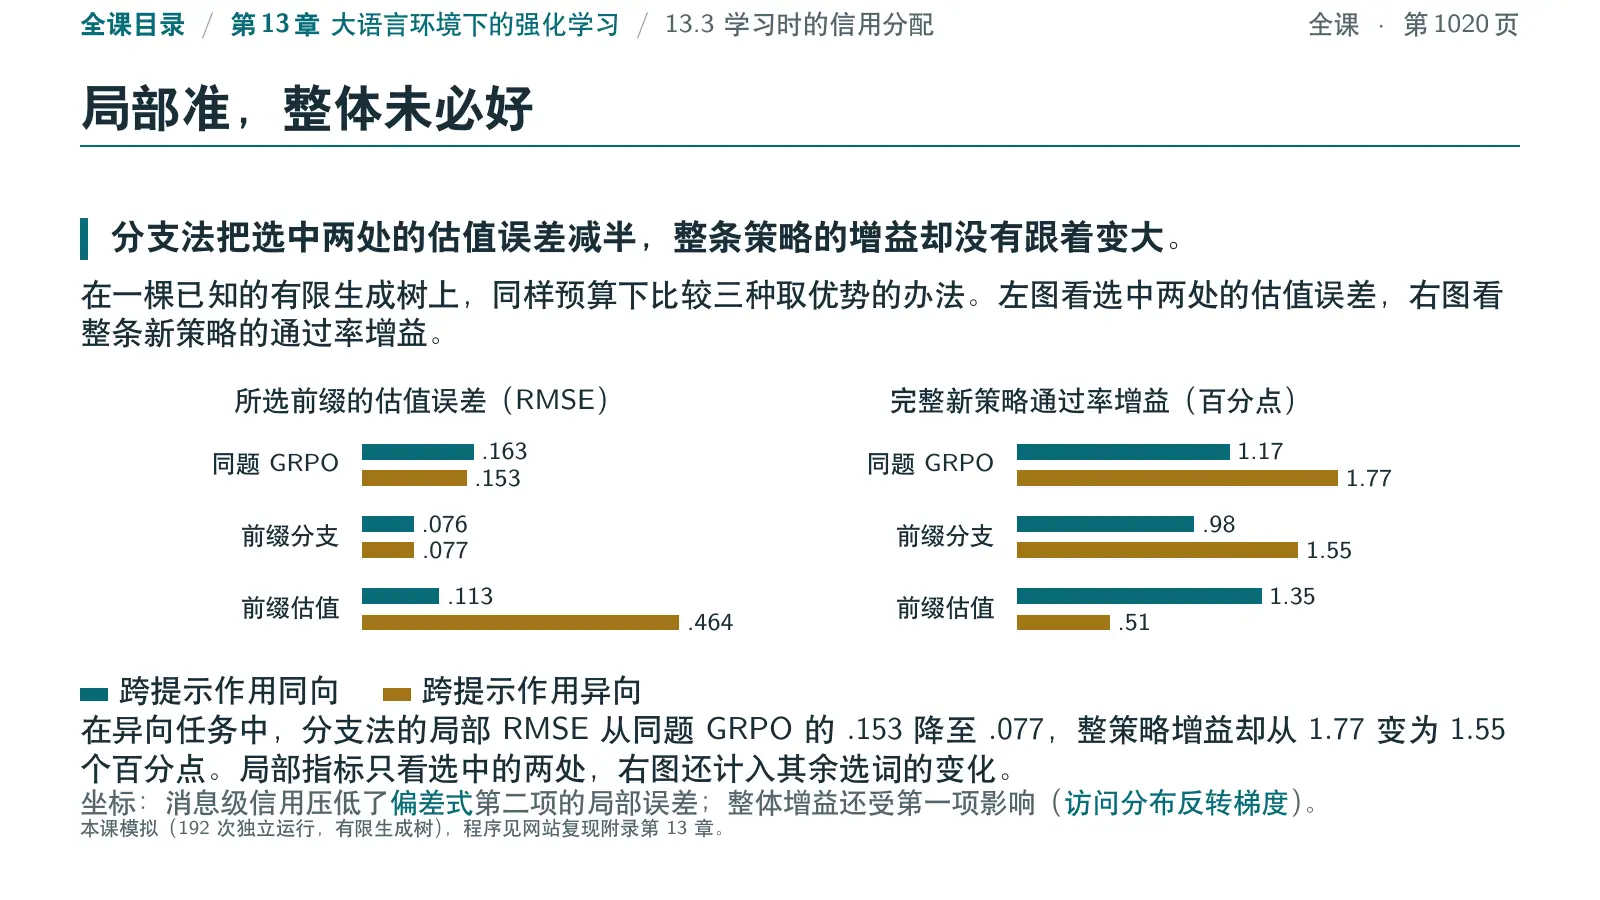 全课目录 / 第 13 章 大语言环境下的强化学习 / 13.3 学习时的信用分配
全课 · 第 1020 页
局部准，整体未必好
分支法把选中两处的估值误差减半，整条策略的增益却没有跟着变大。
在一棵已知的有限生成树上，同样预算下比较三种取优势的办法。左图看选中两处的估值误差，右图看
整条新策略的通过率增益。
所选前缀的估值误差（RMSE）
同题 GRPO
.163
.153
前缀分支
.076
.077
前缀估值
.113
.464
完整新策略通过率增益（百分点）
同题 GRPO
1.17
1.77
前缀分支
.98
1.55
前缀估值
1.35
.51
跨提示作用同向 跨提示作用异向
在异向任务中，分支法的局部 RMSE 从同题 GRPO 的 .153 降至 .077，整策略增益却从 1.77 变为 1.55
个百分点。局部指标只看选中的两处，右图还计入其余选词的变化。
坐标：消息级信用压低了偏差式第二项的局部误差；整体增益还受第一项影响（访问分布反转梯度）。
本课模拟（192 次独立运行，有限生成树），程序见网站复现附录第 13 章。